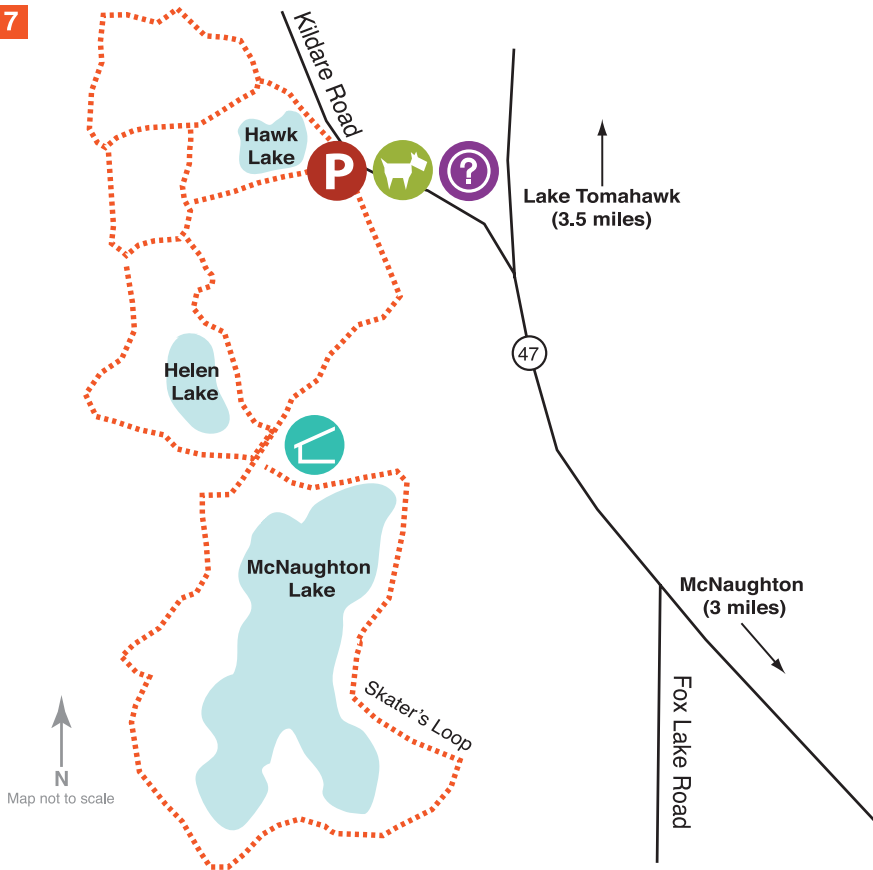 7
Kildare Road
Hawk
Lake
P
?
Lake Tomahawk
(3.5 miles)
47
Helen
Lake
McNaughton
Lake
McNaughton
(3 miles)
Skater's Loop
Fox Lake Road
N
Map not to scale